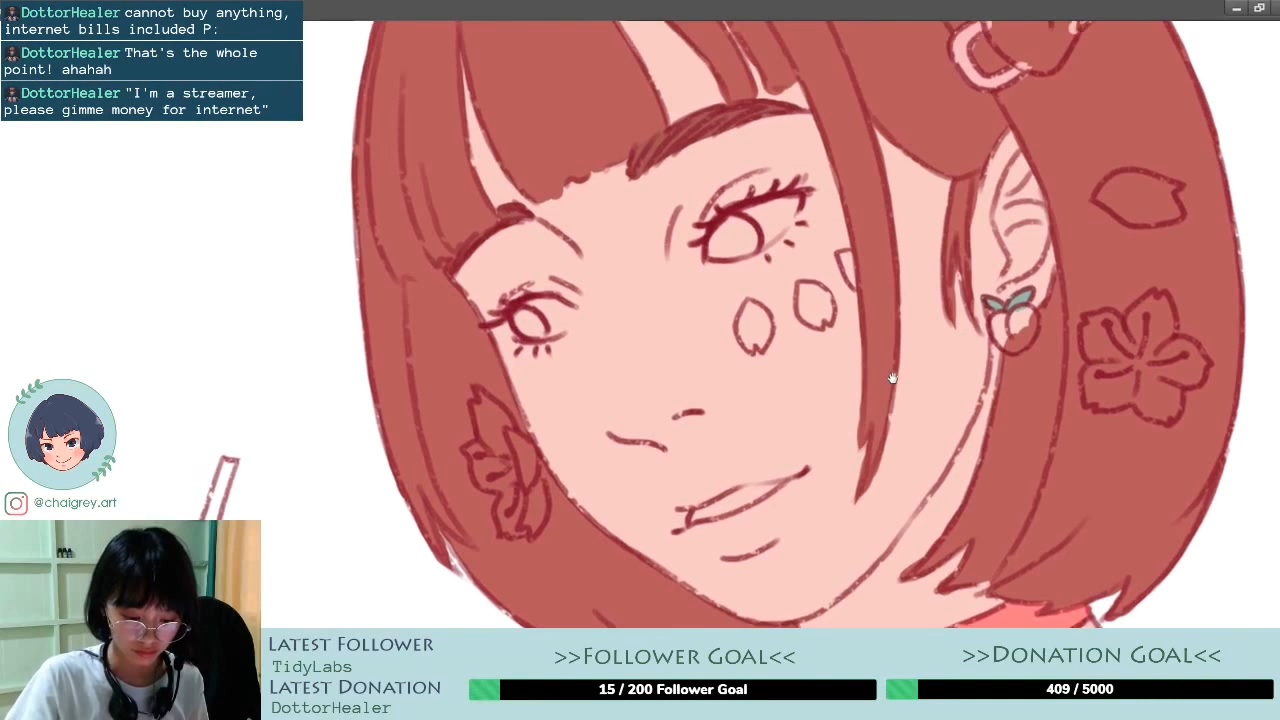 DottorHealer cannot buy anything,
internet bills included P:
DottorHealer That's the whole
point! ahahah
DottorHealer "I'm a streamer,
please gimme money for internet"
@chaigrey.art
LATEST FOLLOWER
TidyLabs
LATEST DONATION
DottorHealer
>>FOLLOWER GOAL<<
15 / 200 Follower Goal
>>DONATION GOAL<<
409 / 5000